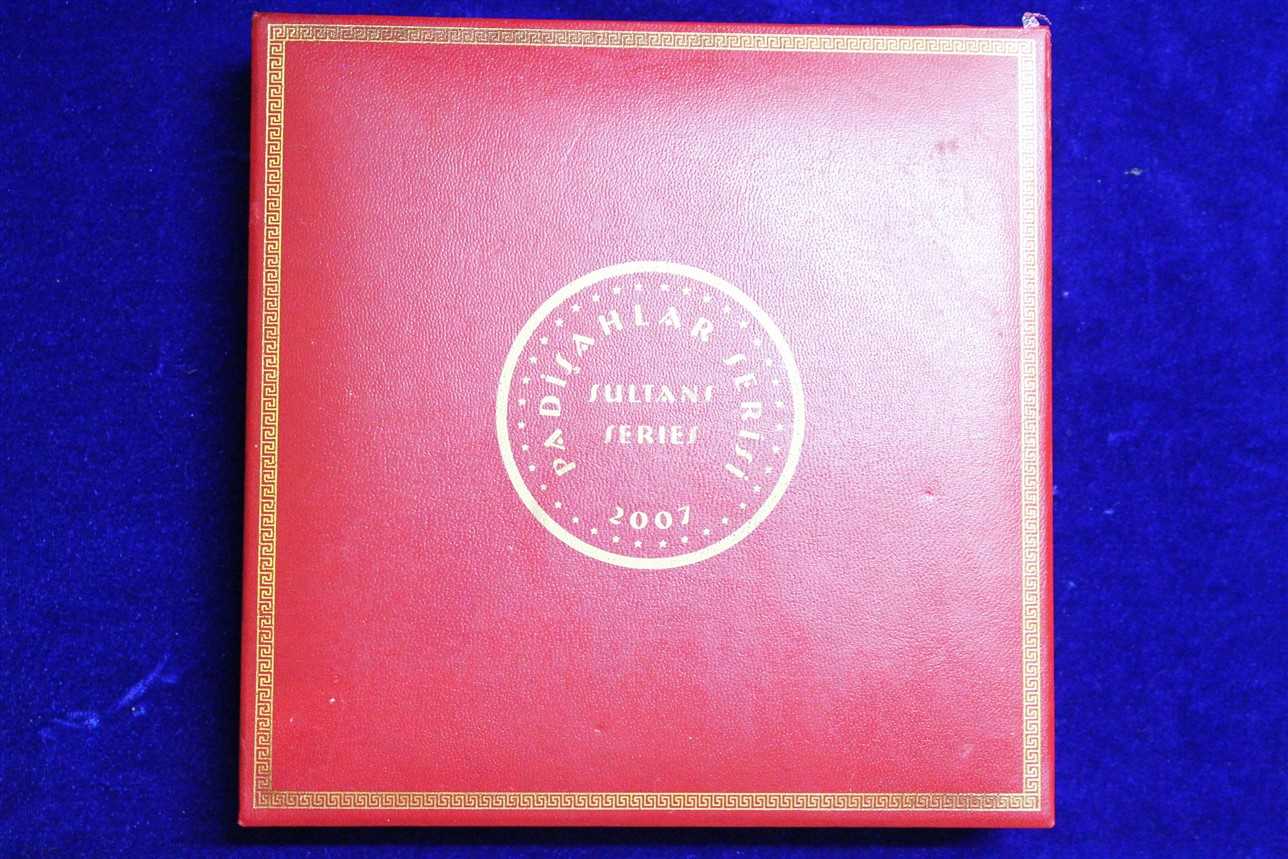 PADİŞAHLAR SERİSİ
SULTANS
SERIES
2007